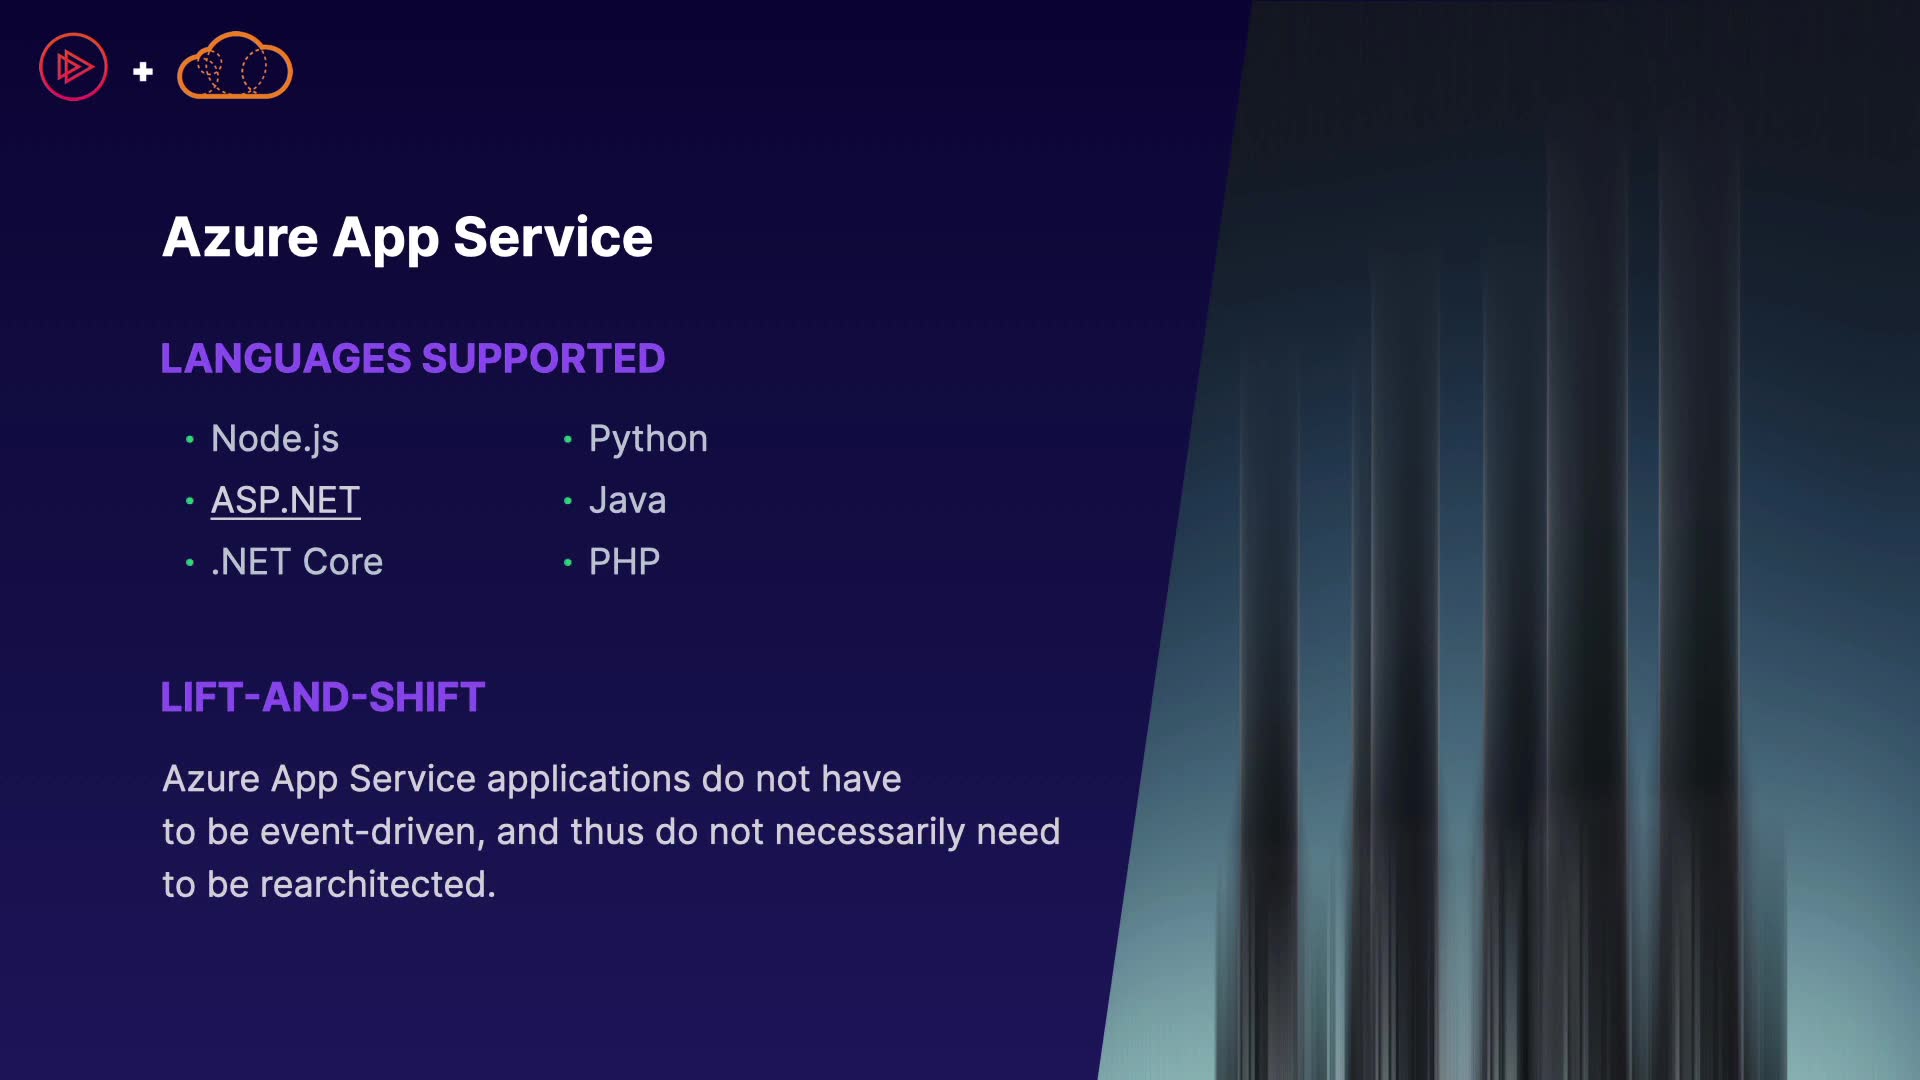 Azure App Service
LANGUAGES SUPPORTED
• Node.js
• ASP.NET
• .NET Core
• Python
• Java
• PHP
LIFT-AND-SHIFT
Azure App Service applications do not have
to be event-driven, and thus do not necessarily need
to be rearchitected.